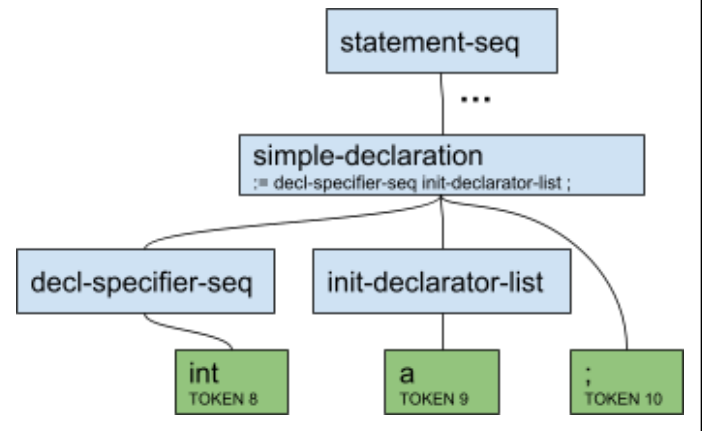 statement-seq
...
simple-declaration
:= decl-specifier-seq init-declarator-list ;
decl-specifier-seq
init-declarator-list
int
TOKEN 8
a
TOKEN 9
;
TOKEN 10